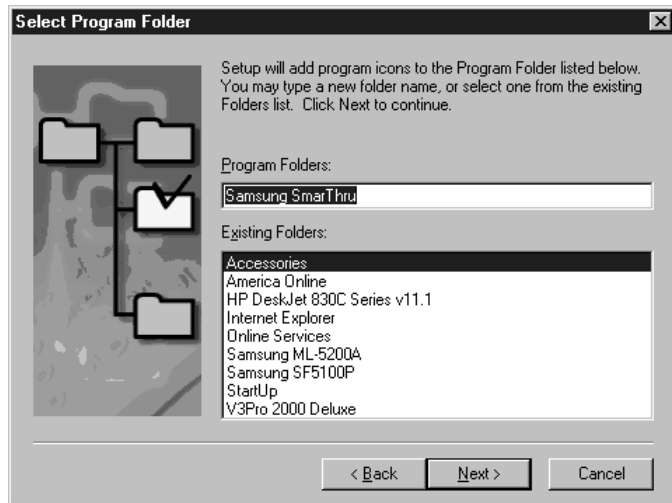 Select Program Folder
Setup will add program icons to the Program Folder listed below.
You may type a new folder name, or select one from the existing
Folders list. Click Next to continue.
Program Folders:
Samsung SmarThru
Existing Folders:
Accessories
America Online
HP DeskJet 830C Series v11.1
Internet Explorer
Online Services
Samsung ML-5200A
Samsung SF5100P
StartUp
V3Pro 2000 Deluxe
< Back
Next >
Cancel